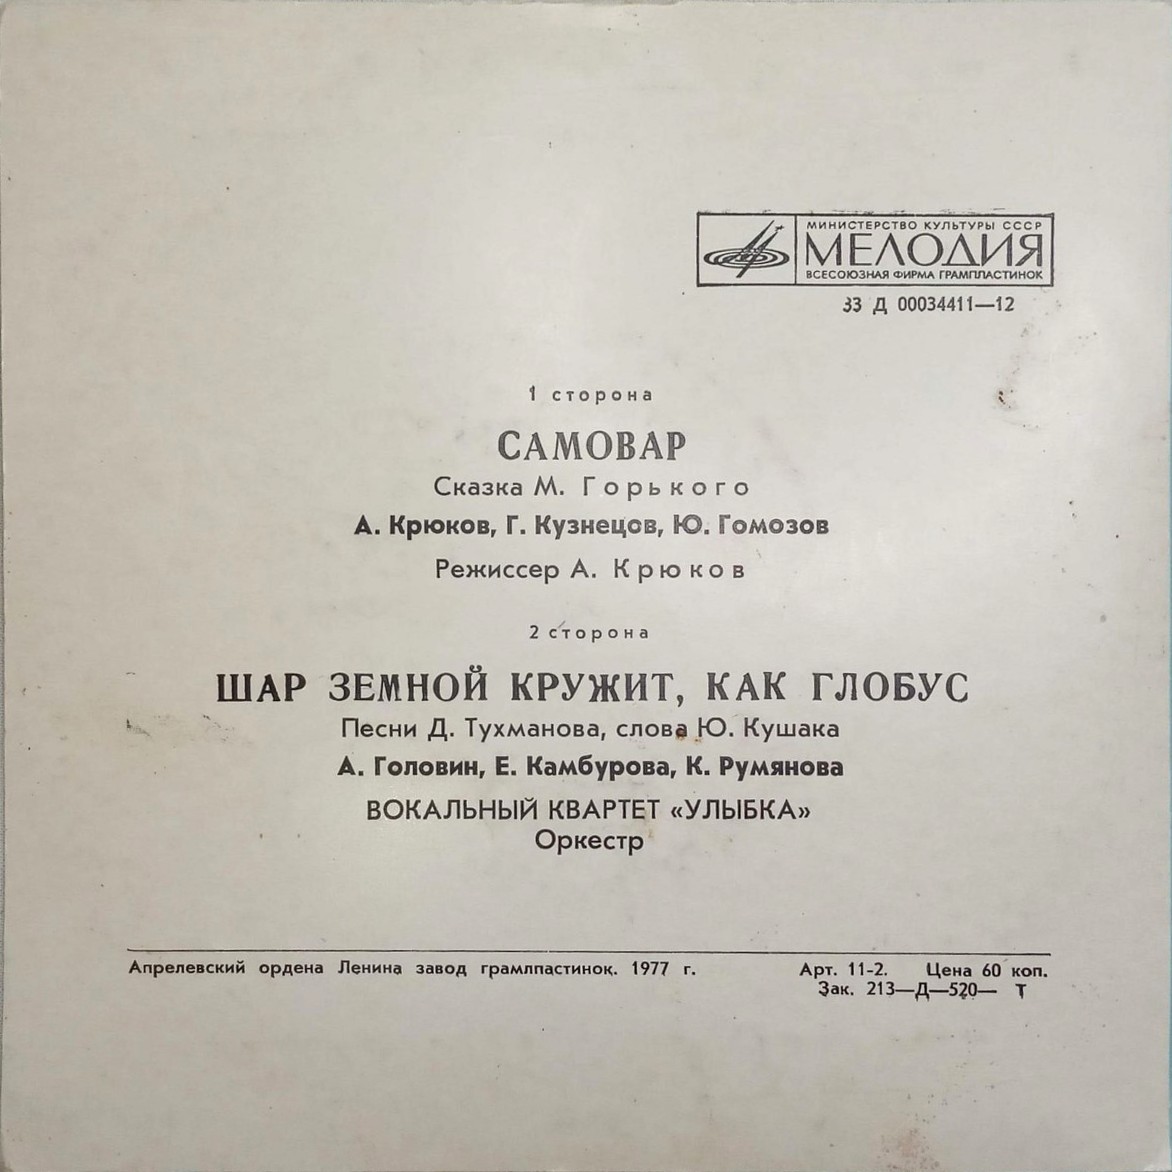 МИНИСТЕРСТВО КУЛЬТУРЫ СССР
МЕЛОДИЯ
ВСЕСОЮЗНАЯ ФИРМА ГРАМПЛАСТИНОК
33 Д 00034411—12
1 сторона
САМОВАР
Сказка М. Горького
А. Крюков, Г. Кузнецов, Ю. Гомозов
Режиссер А. Крюков
2 сторона
ШАР ЗЕМНОЙ КРУЖИТ, КАК ГЛОБУС
Песни Д. Тухманова, слова Ю. Кушака
А. Головин, Е. Камбурова, К. Румянова
ВОКАЛЬНЫЙ КВАРТЕТ «УЛЫБКА»
Оркестр
Апрелевский ордена Ленина завод грамлпастинок. 1977 г. Арт. 11-2. Цена 60 коп.
Зак. 213—Д—520— Т